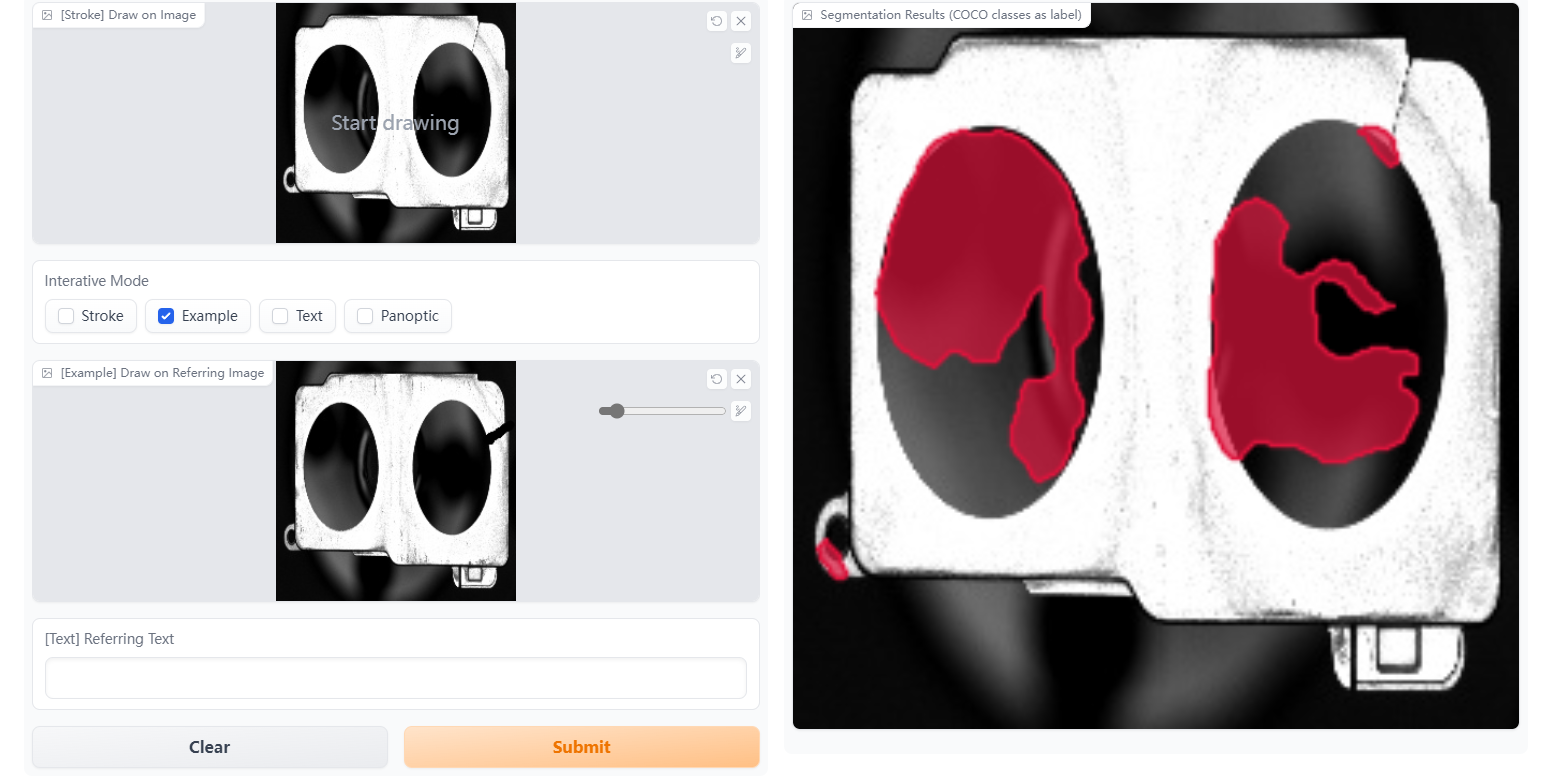 [Stroke] Draw on Image
Start drawing
Interative Mode
Stroke
Example
Text
Panoptic
[Example] Draw on Referring Image
[Text] Referring Text
Clear
Submit
Segmentation Results (COCO classes as label)